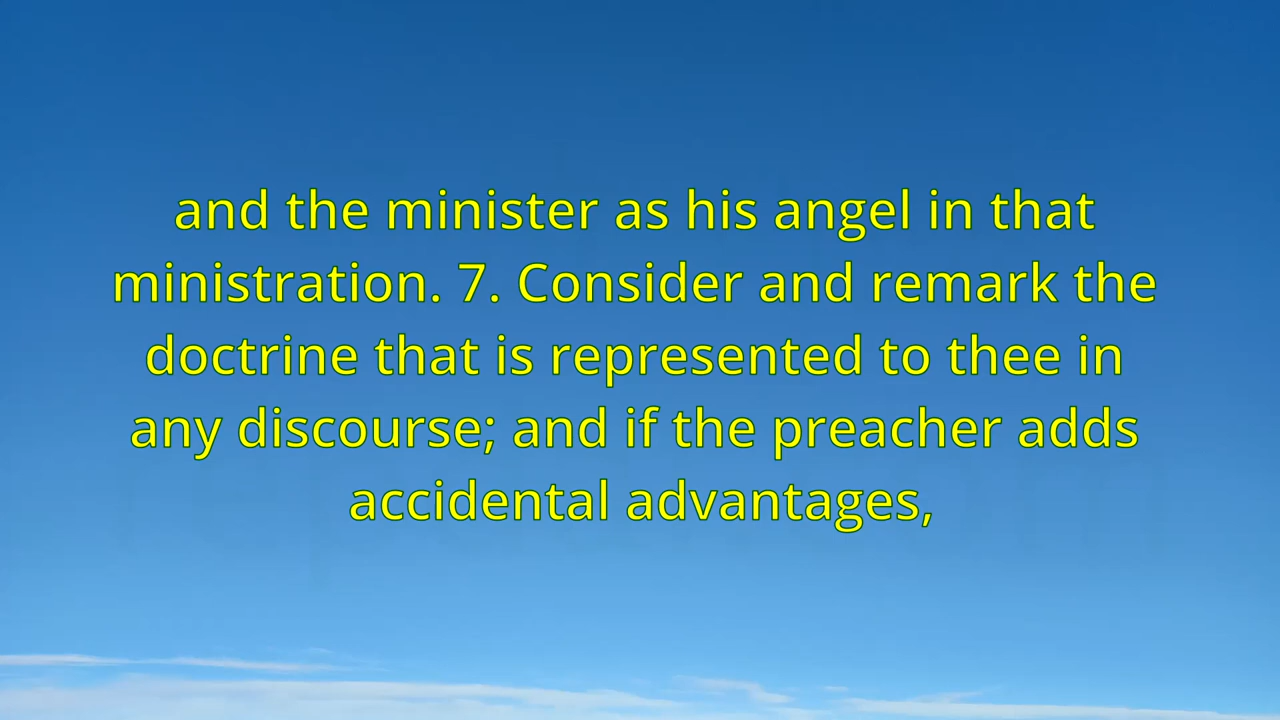 and the minister as his angel in that
ministration. 7. Consider and remark the
doctrine that is represented to thee in
any discourse; and if the preacher adds
accidental advantages,